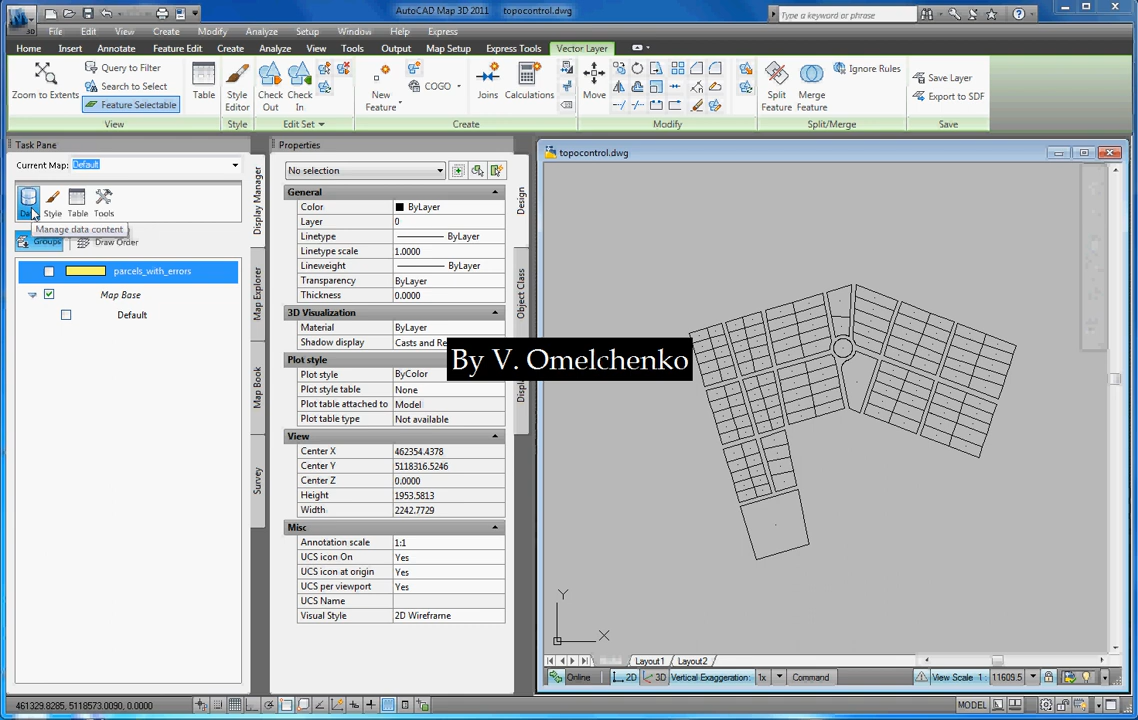 AutoCAD Map 3D 2011 topocontrol.dwg
Type a keyword or phrase
File Edit View Insert Create Modify Analyze Setup Window Help Express
Home Insert Annotate Feature Edit Create Analyze View Tools Output Map Setup Express Tools Vector Layer
Zoom to Extents
Query to Filter
Search to Select
Feature Selectable
Table
Style Editor
Check Out
Check In
New Feature
COGO
Joins
Calculations
Move
Split Feature
Merge Feature
Ignore Rules
Save Layer
Export to SDF
View Style Edit Set Create Modify Split/Merge Save
Task Pane
Current Map: Default
Data Style Table Tools
Manage data content
Groups Draw Order
parcels_with_errors
Map Base
Default
Display Manager
Map Explorer
Map Book
Survey
Properties
No selection
General
Color ByLayer
Layer 0
Linetype ByLayer
Linetype scale 1.0000
Lineweight ByLayer
Transparency ByLayer
Thickness 0.0000
3D Visualization
Material ByLayer
Shadow display Casts and Re
Plot style
Plot style ByColor
Plot style table None
Plot table attached to Model
Plot table type Not available
View
Center X 462354.4378
Center Y 5118316.5246
Center Z 0.0000
Height 1953.5813
Width 2242.7729
Misc
Annotation scale 1:1
UCS icon On Yes
UCS icon at origin Yes
UCS per viewport Yes
UCS Name
Visual Style 2D Wireframe
Design
Object Class
topocontrol.dwg
By V. Omelchenko
Y
X
Layout1 Layout2
Online 2D 3D Vertical Exaggeration: 1x Command View Scale 1 : 11609.5
461329.8285, 5118573.0090, 0.0000 MODEL